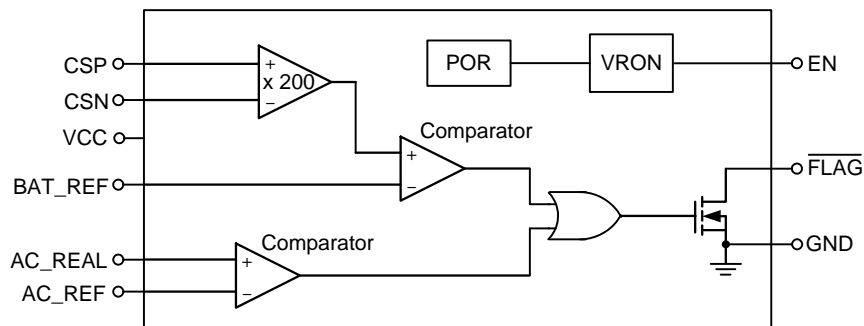 CSP
+
x 200
−
CSN
VCC
POR
VRON
EN
Comparator
+
−
BAT_REF
FLAG
GND
Comparator
AC_REAL
+
AC_REF
−